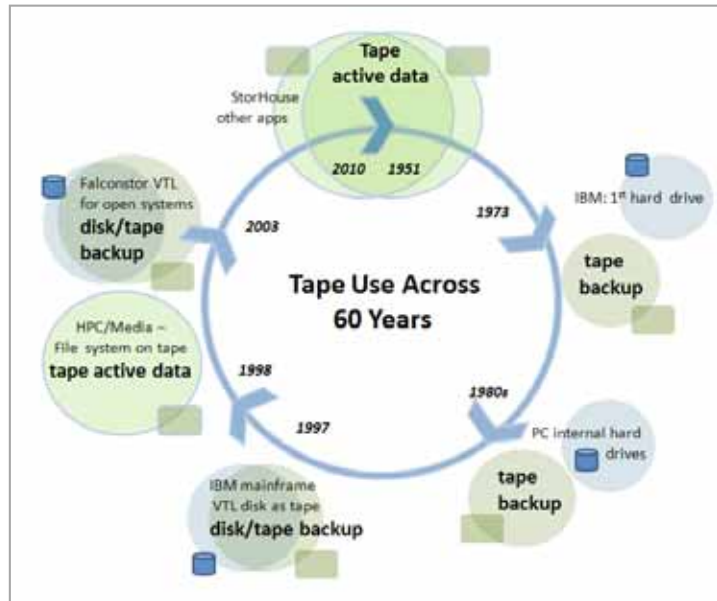 Tape
active data
StorHouse
other apps
2010
1951
1973
IBM: 1st hard drive
tape
backup
1980s
PC internal hard
drives
tape
backup
1997
IBM mainframe
VTL disk as tape
disk/tape backup
1998
HPC/Media –
File system on tape
tape active data
2003
Falconstor VTL
for open systems
disk/tape
backup
Tape Use Across
60 Years